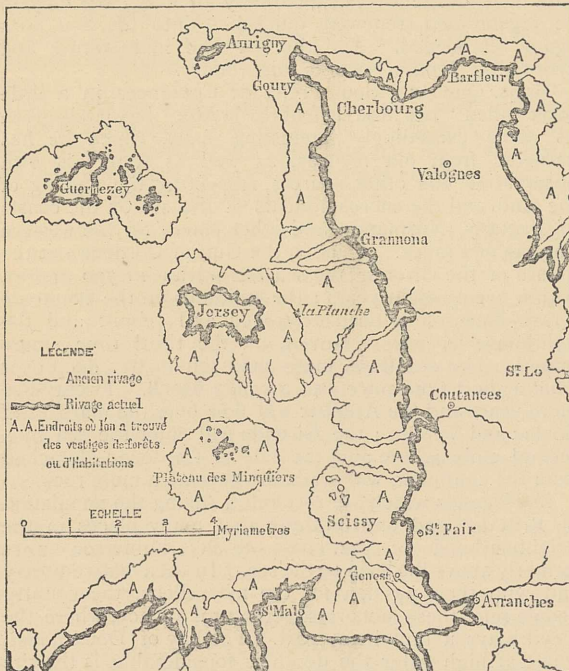 Aurigny
A
A
A
Goury
A
Barfleur
A
Cherbourg
A
Valognes
Guernezey
A
A
Grannona
A
Jersey
la Planche
A
A
LÉGENDE
Ancien rivage
Rivage actuel
A.A. Endroits où l'on a trouvé
des vestiges de forêts
ou d'habitations
A
St Lo
Coutances
A
A
A
Plateau des Minquiers
A
A
Scissy
ECHELLE
0 1 2 3 4 Myriametres
St Pair
A
Genest
A
A
A
A
A
A
St Malo
Avranches